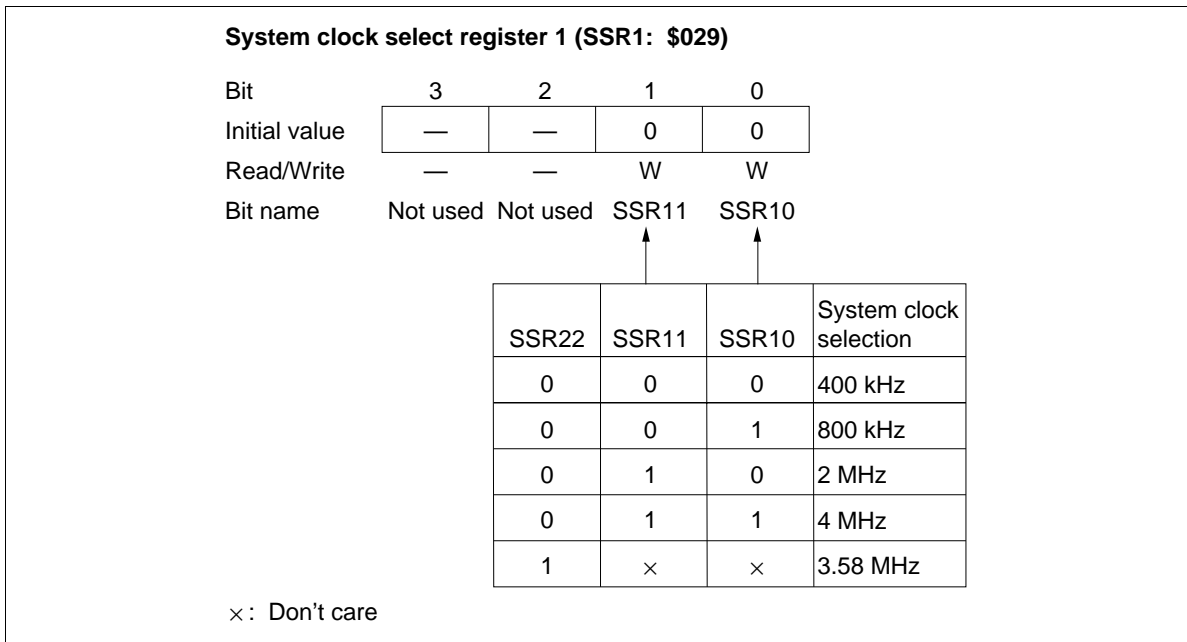 System clock select register 1 (SSR1: $029)
Bit 3 2 1 0
Initial value — — 0 0
Read/Write — — W W
Bit name Not used Not used SSR11 SSR10
SSR22 SSR11 SSR10 System clock
selection
0 0 0 400 kHz
0 0 1 800 kHz
0 1 0 2 MHz
0 1 1 4 MHz
1 × × 3.58 MHz
×: Don't care